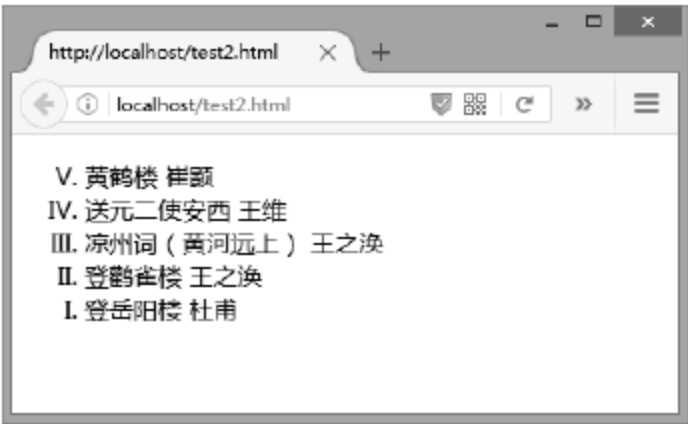 http://localhost/test2.html
localhost/test2.html
V. 黄鹤楼 崔颢
IV. 送元二使安西 王维
III. 凉州词（黄河远上） 王之涣
II. 登鹳雀楼 王之涣
I. 登岳阳楼 杜甫